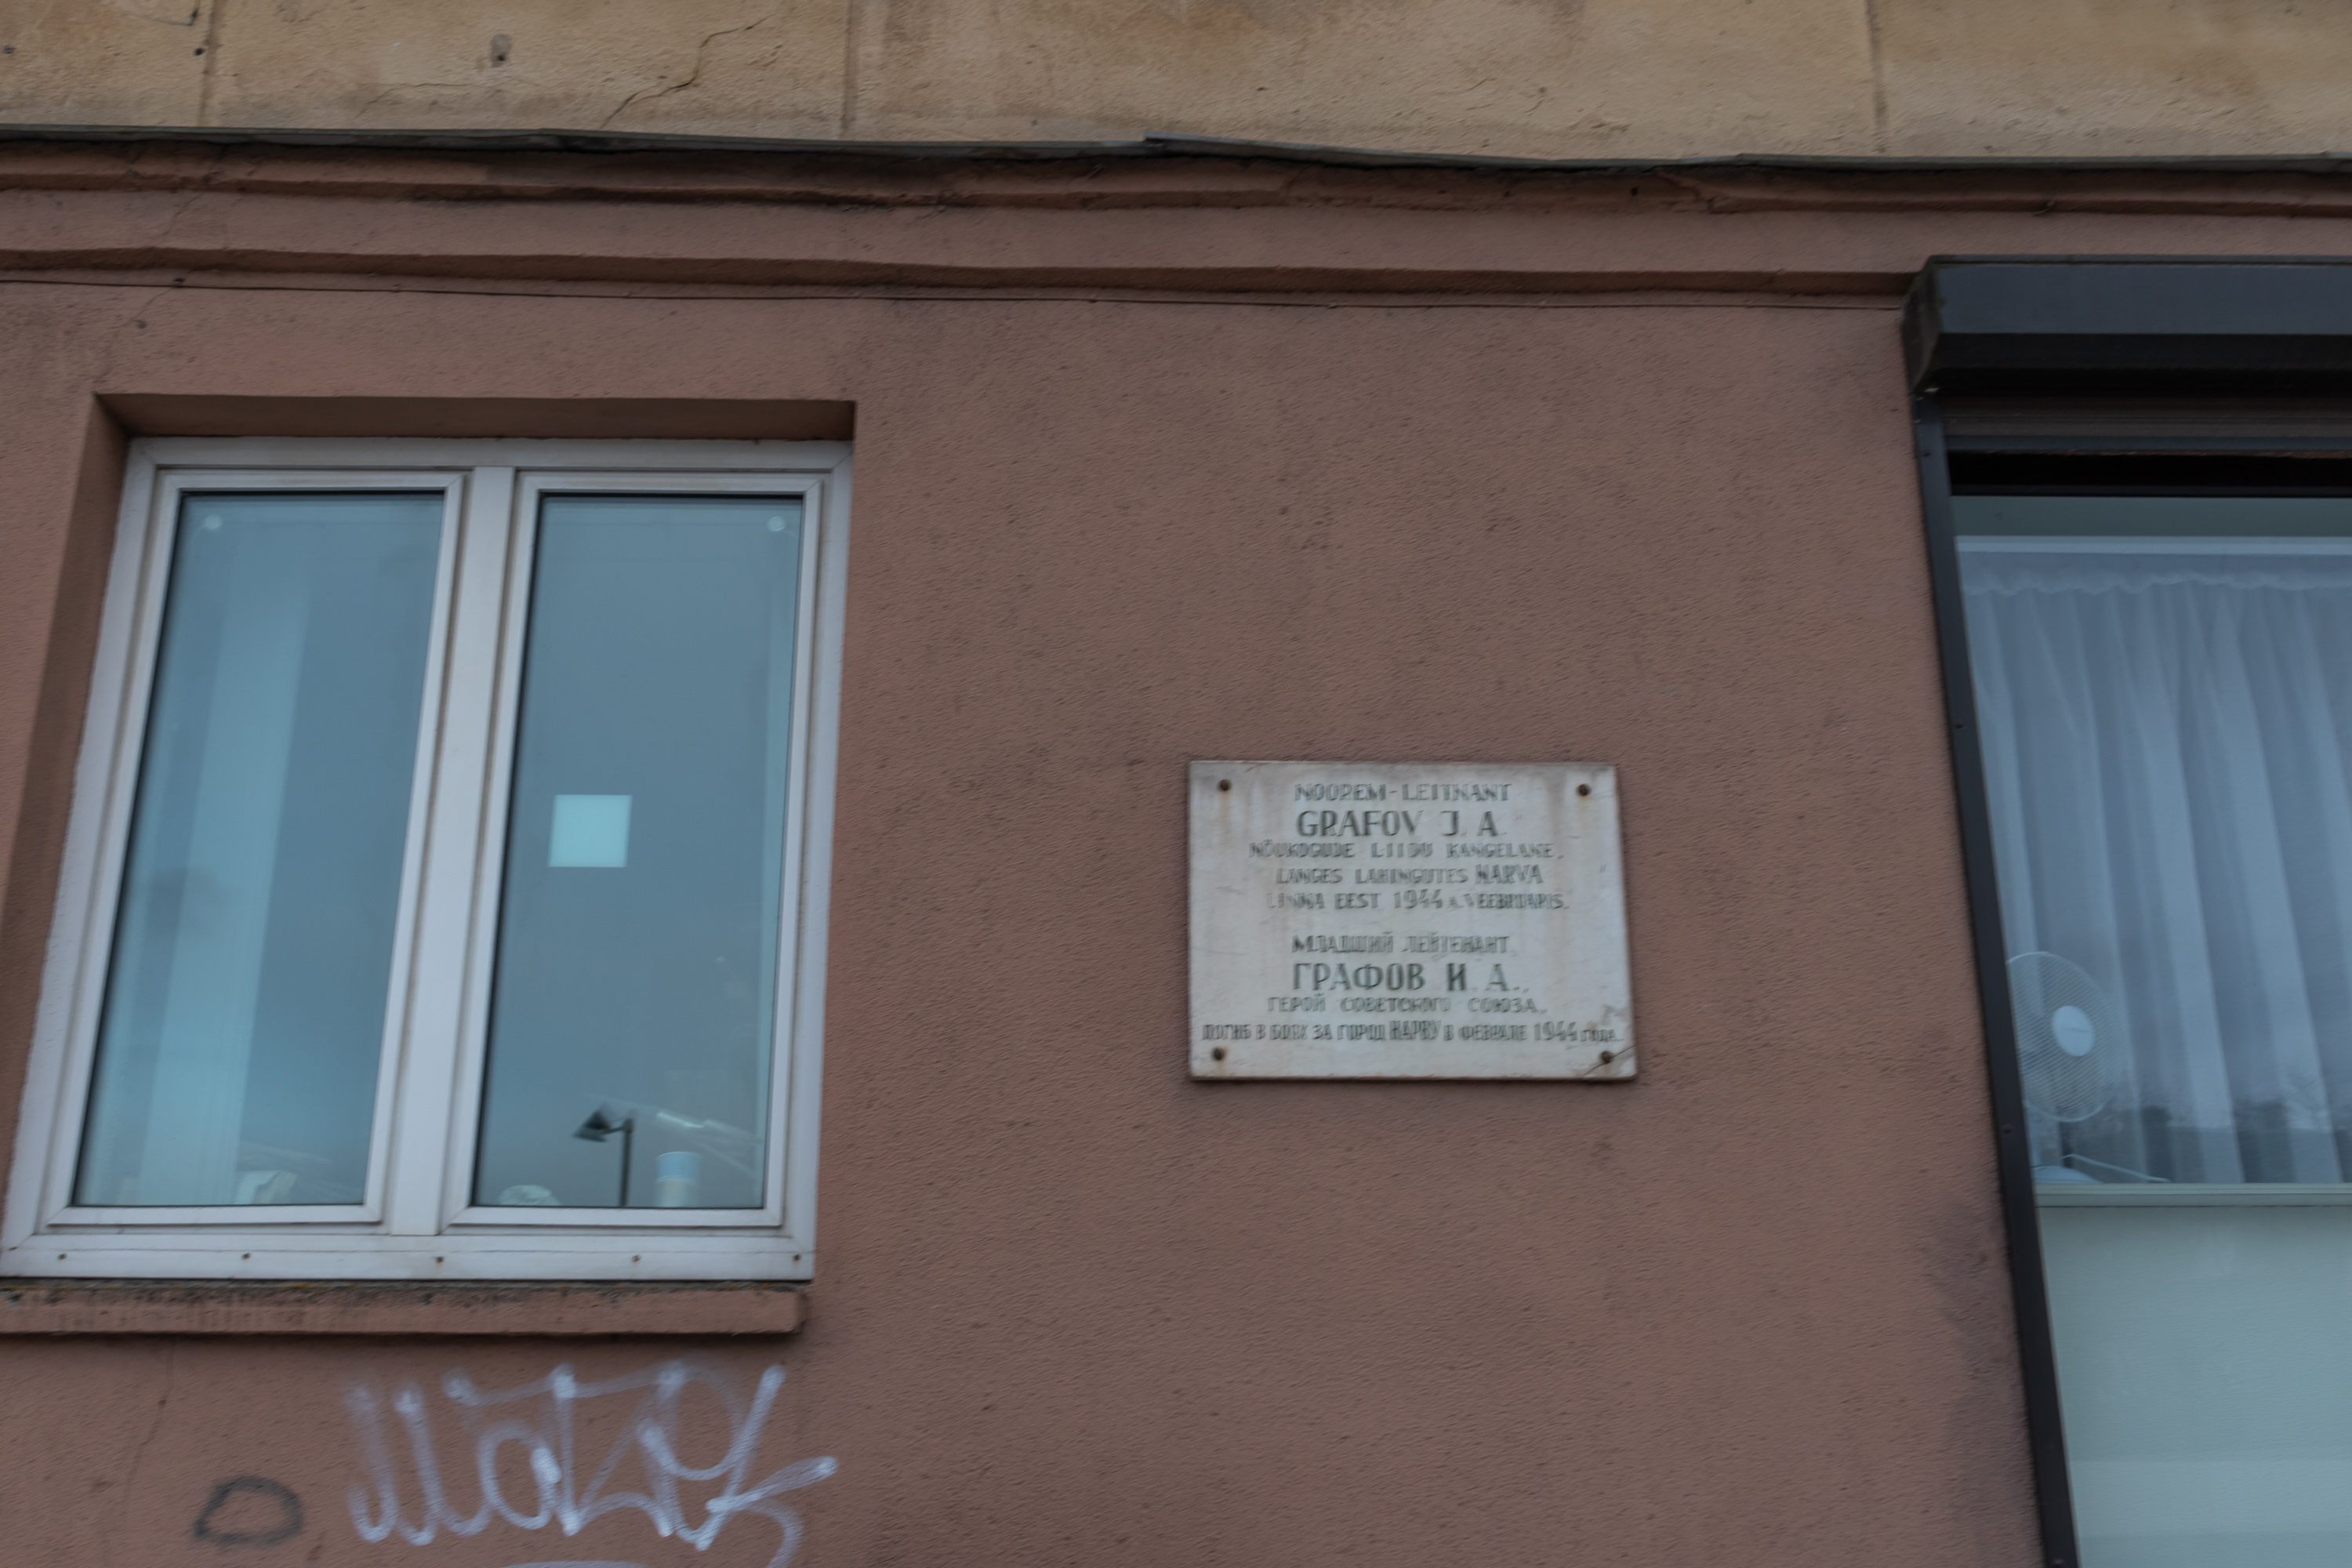 NOOREM-LEITNANT
GRAFOV J. A.
NÕUKOGUDE LIIDU KANGELANE,
LANGES LAHINGUTES NARVA
LINNA EEST 1944 A. VEEBRUARIS.
МЛАДШИЙ ЛЕЙТЕНАНТ
ГРАФОВ И. А.,
ГЕРОЙ СОВЕТСКОГО СОЮЗА.
ПОГИБ В БОЯХ ЗА ГОРОД НАРВУ В ФЕВРАЛЕ 1944 ГОДА.